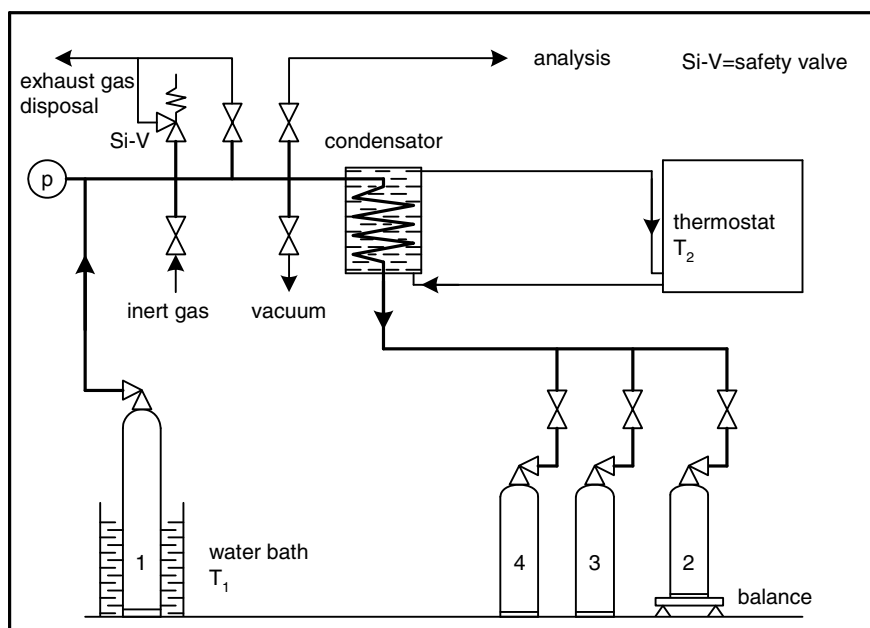 exhaust gas
disposal
Si-V
analysis
Si-V=safety valve
condensator
p
thermostat
T2
inert gas
vacuum
1
water bath
T1
4
3
2
balance